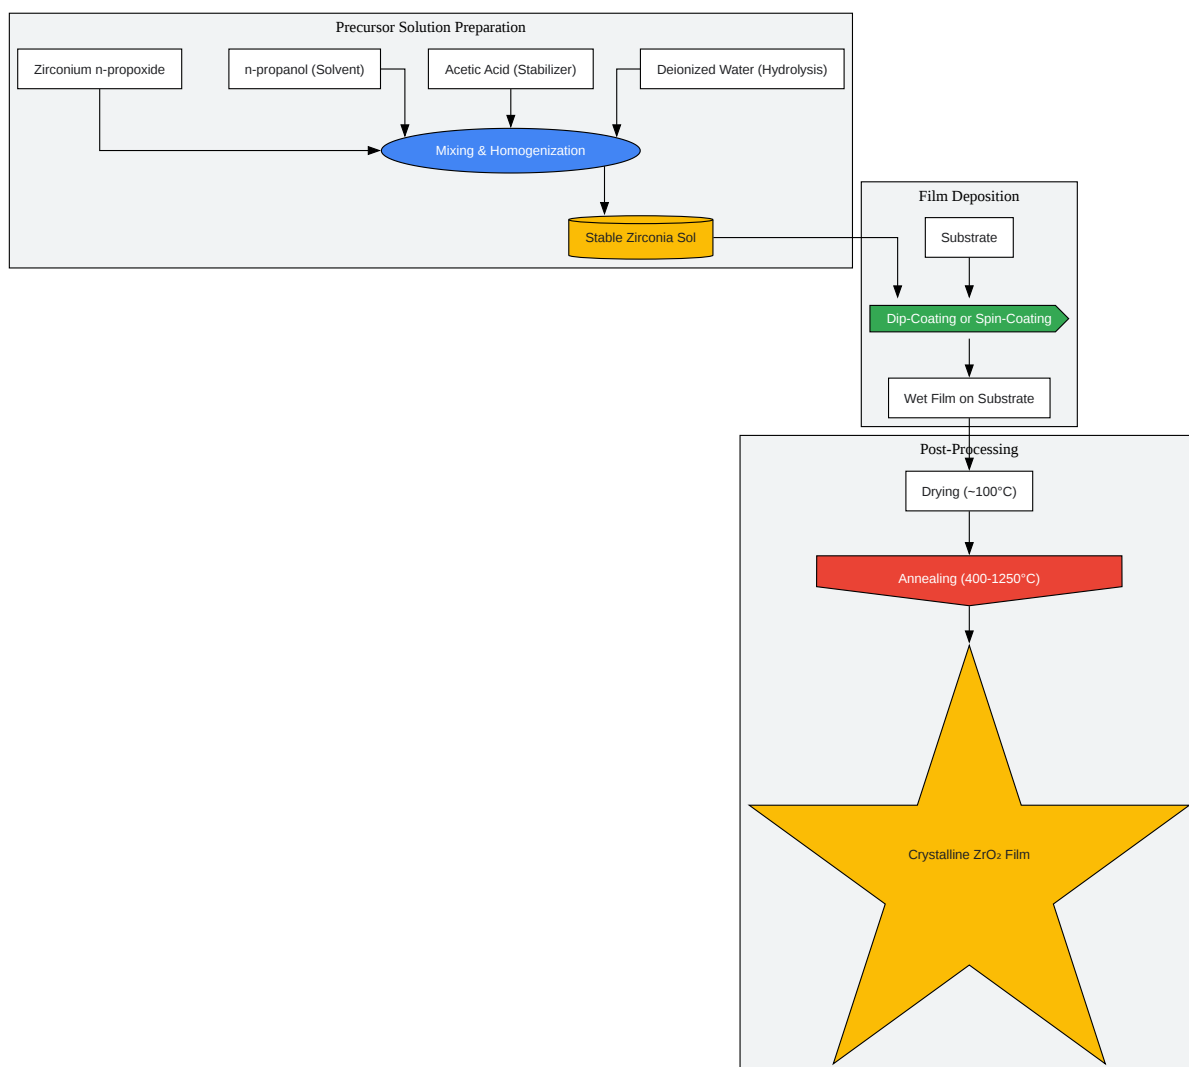 Precursor Solution Preparation
Zirconium n-propoxide
n-propanol (Solvent)
Acetic Acid (Stabilizer)
Deionized Water (Hydrolysis)
Mixing & Homogenization
Stable Zirconia Sol
Film Deposition
Substrate
Dip-Coating or Spin-Coating
Wet Film on Substrate
Post-Processing
Drying (~100°C)
Annealing (400-1250°C)
Crystalline ZrO₂ Film